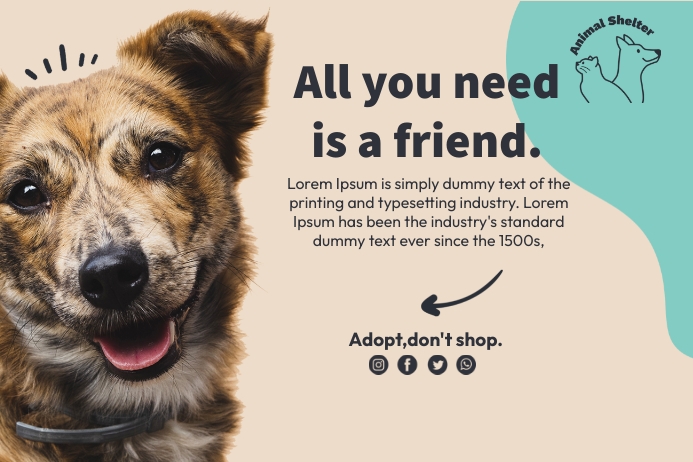 Animal Shelter
All you need
is a friend.
Lorem Ipsum is simply dummy text of the
printing and typesetting industry. Lorem
Ipsum has been the industry's standard
dummy text ever since the 1500s,
Adopt,don't shop.